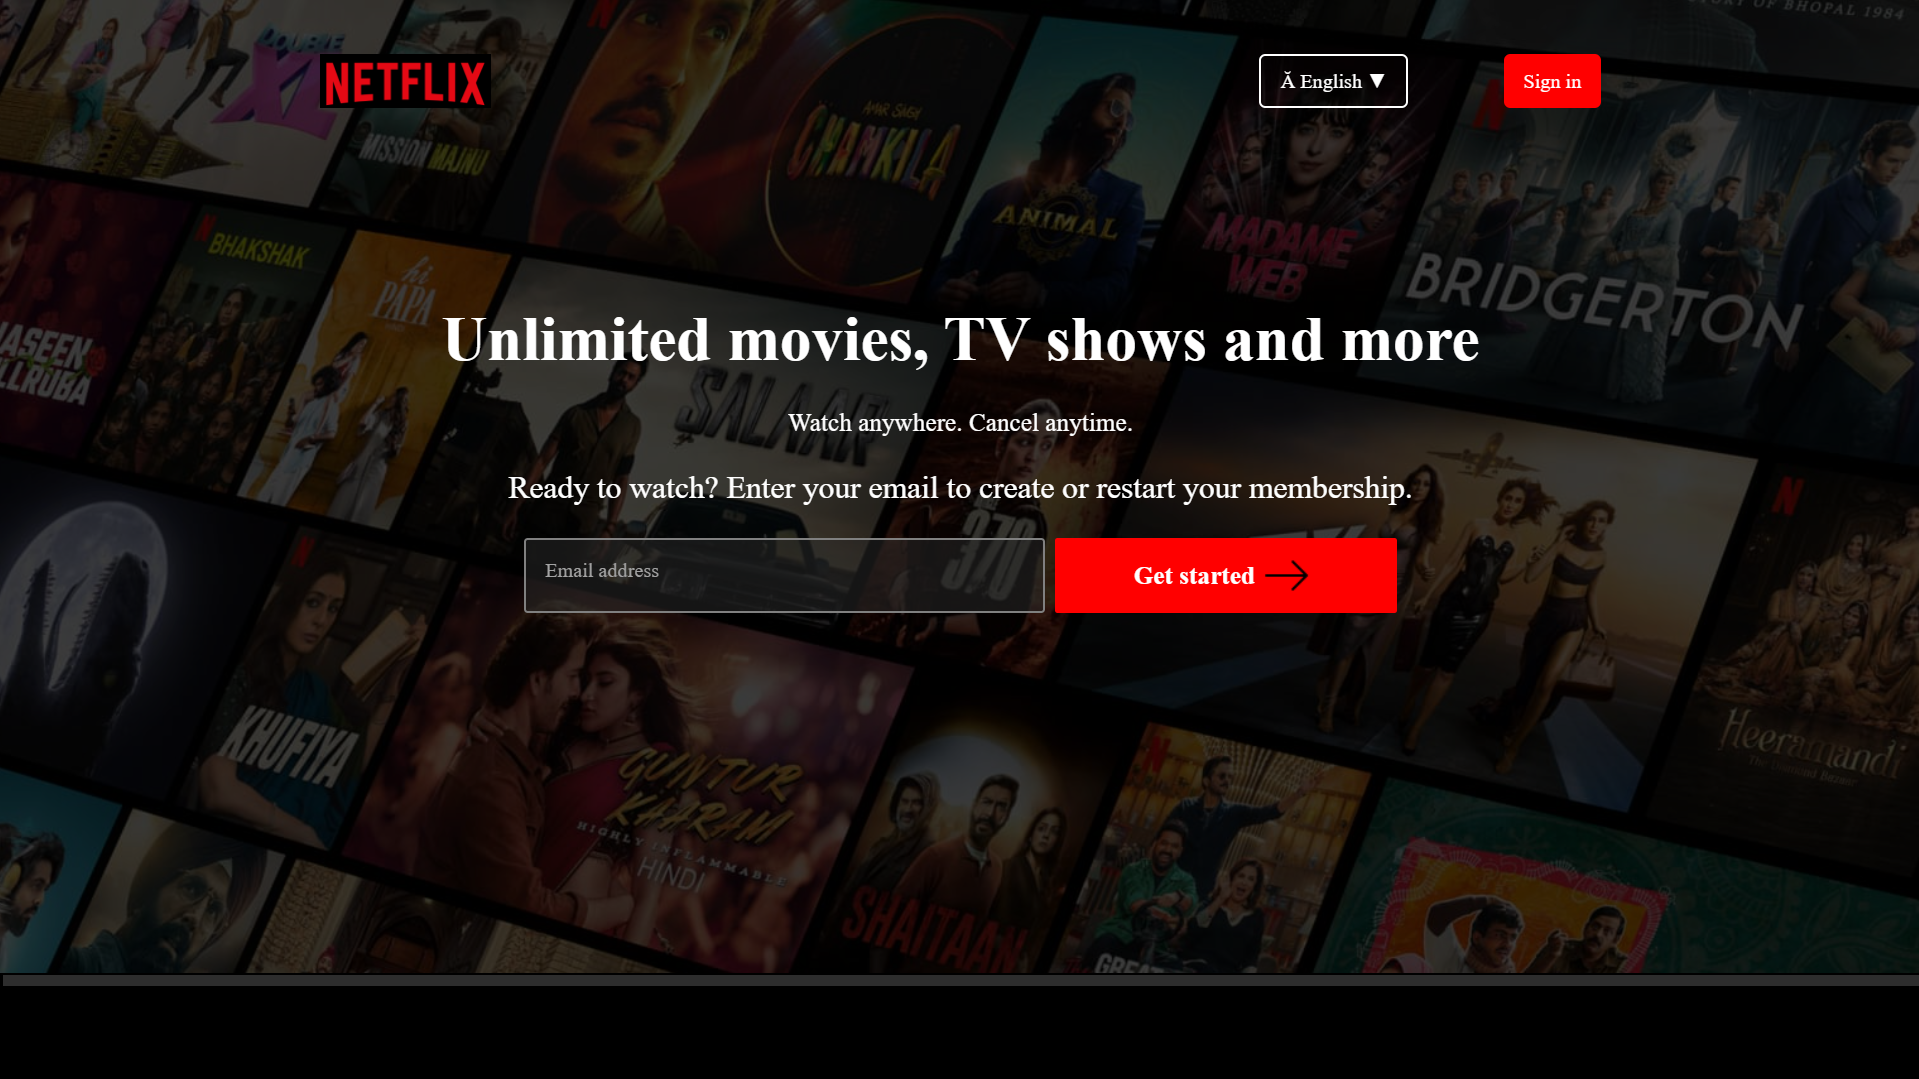 STORY OF BHOPAL 1984
DOUBLE
XL
NETFLIX
Ă English ▼
Sign in
MISSION MAJNU
AMAR SINGH
CHAMKILA
ANIMAL
MADAME
WEB
BRIDGERTON
BHAKSHAK
hi
PAPA
HASEEN
DILLRUBA
Unlimited movies, TV shows and more
SALAAR
Watch anywhere. Cancel anytime.
Ready to watch? Enter your email to create or restart your membership.
370
Email address
Get started
KHUFIYA
GUNTUR
KAARAM
HIGHLY INFLAMMABLE
HINDI
Heeramandi
The Diamond Bazaar
SHAITAAN
The
GREAT